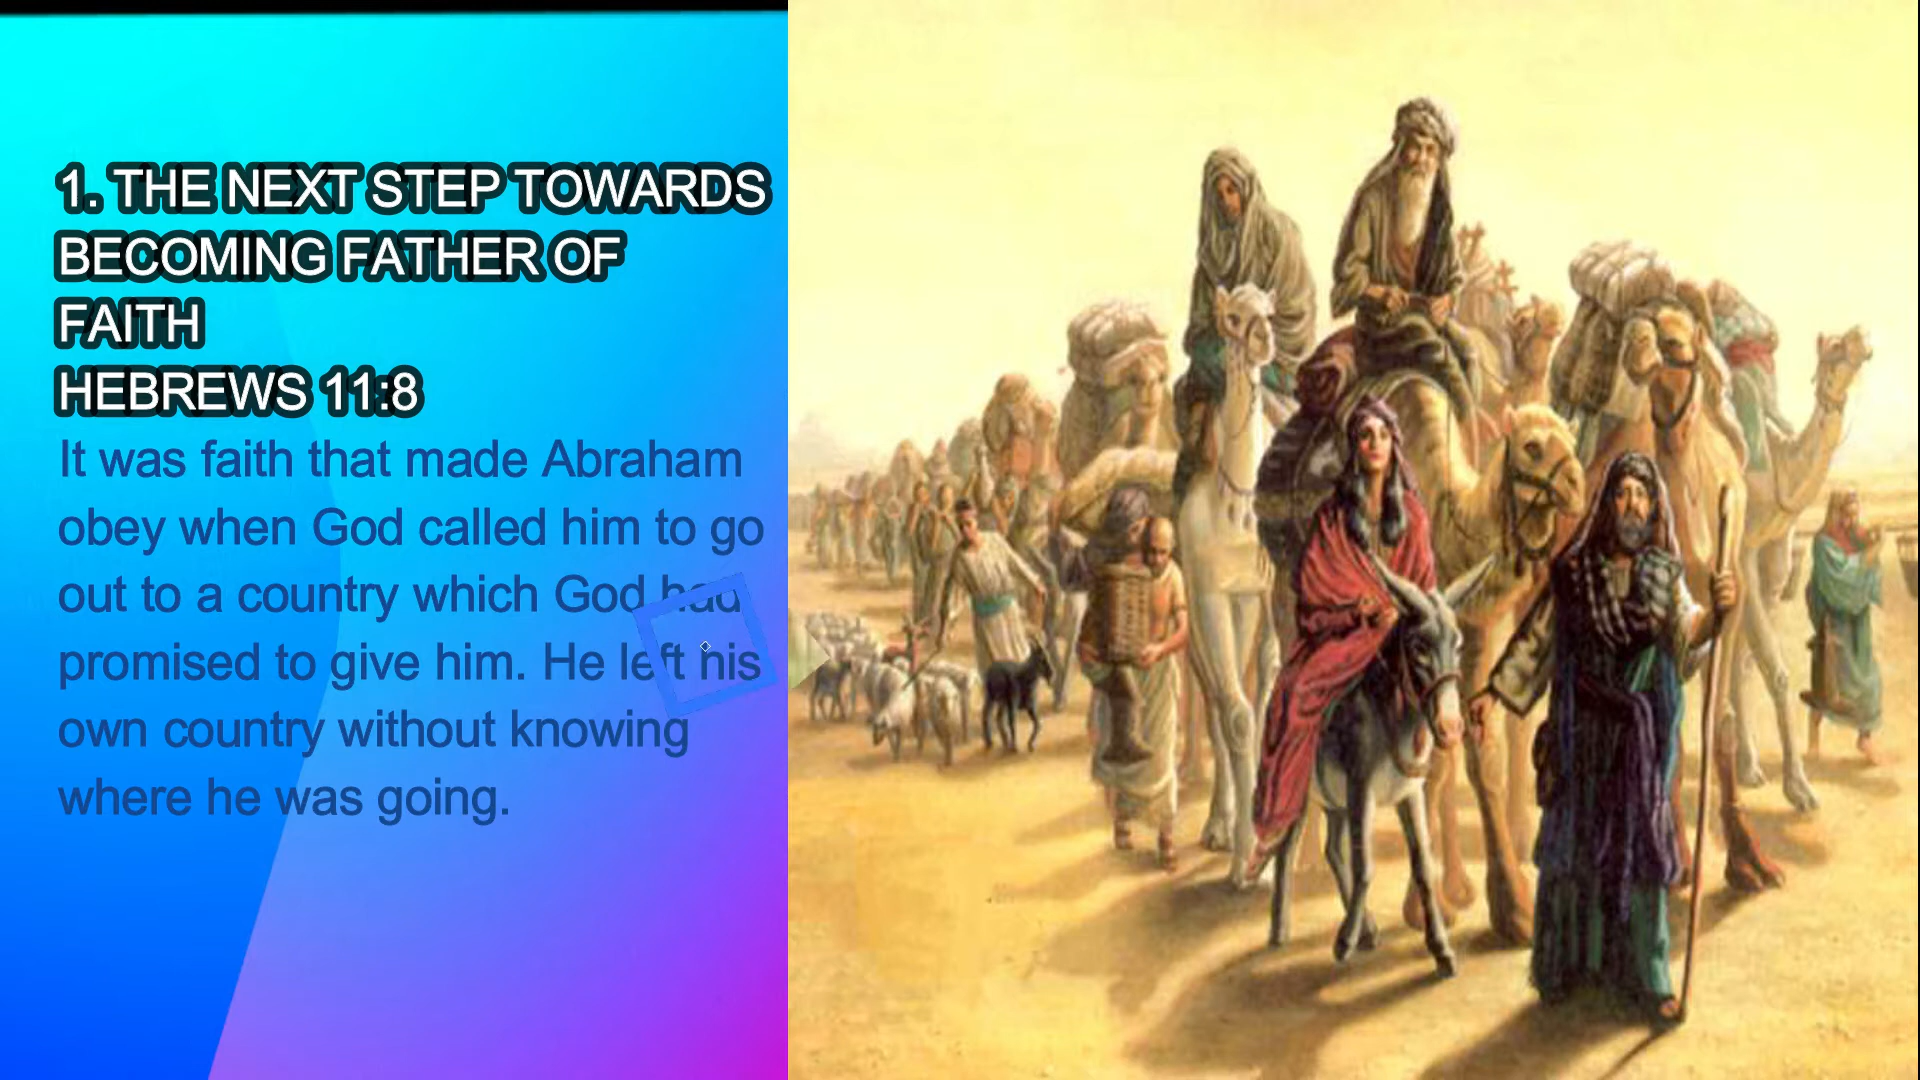 1. THE NEXT STEP TOWARDS
BECOMING FATHER OF
FAITH
HEBREWS 11:8
It was faith that made Abraham
obey when God called him to go
out to a country which God had
promised to give him. He left his
own country without knowing
where he was going.